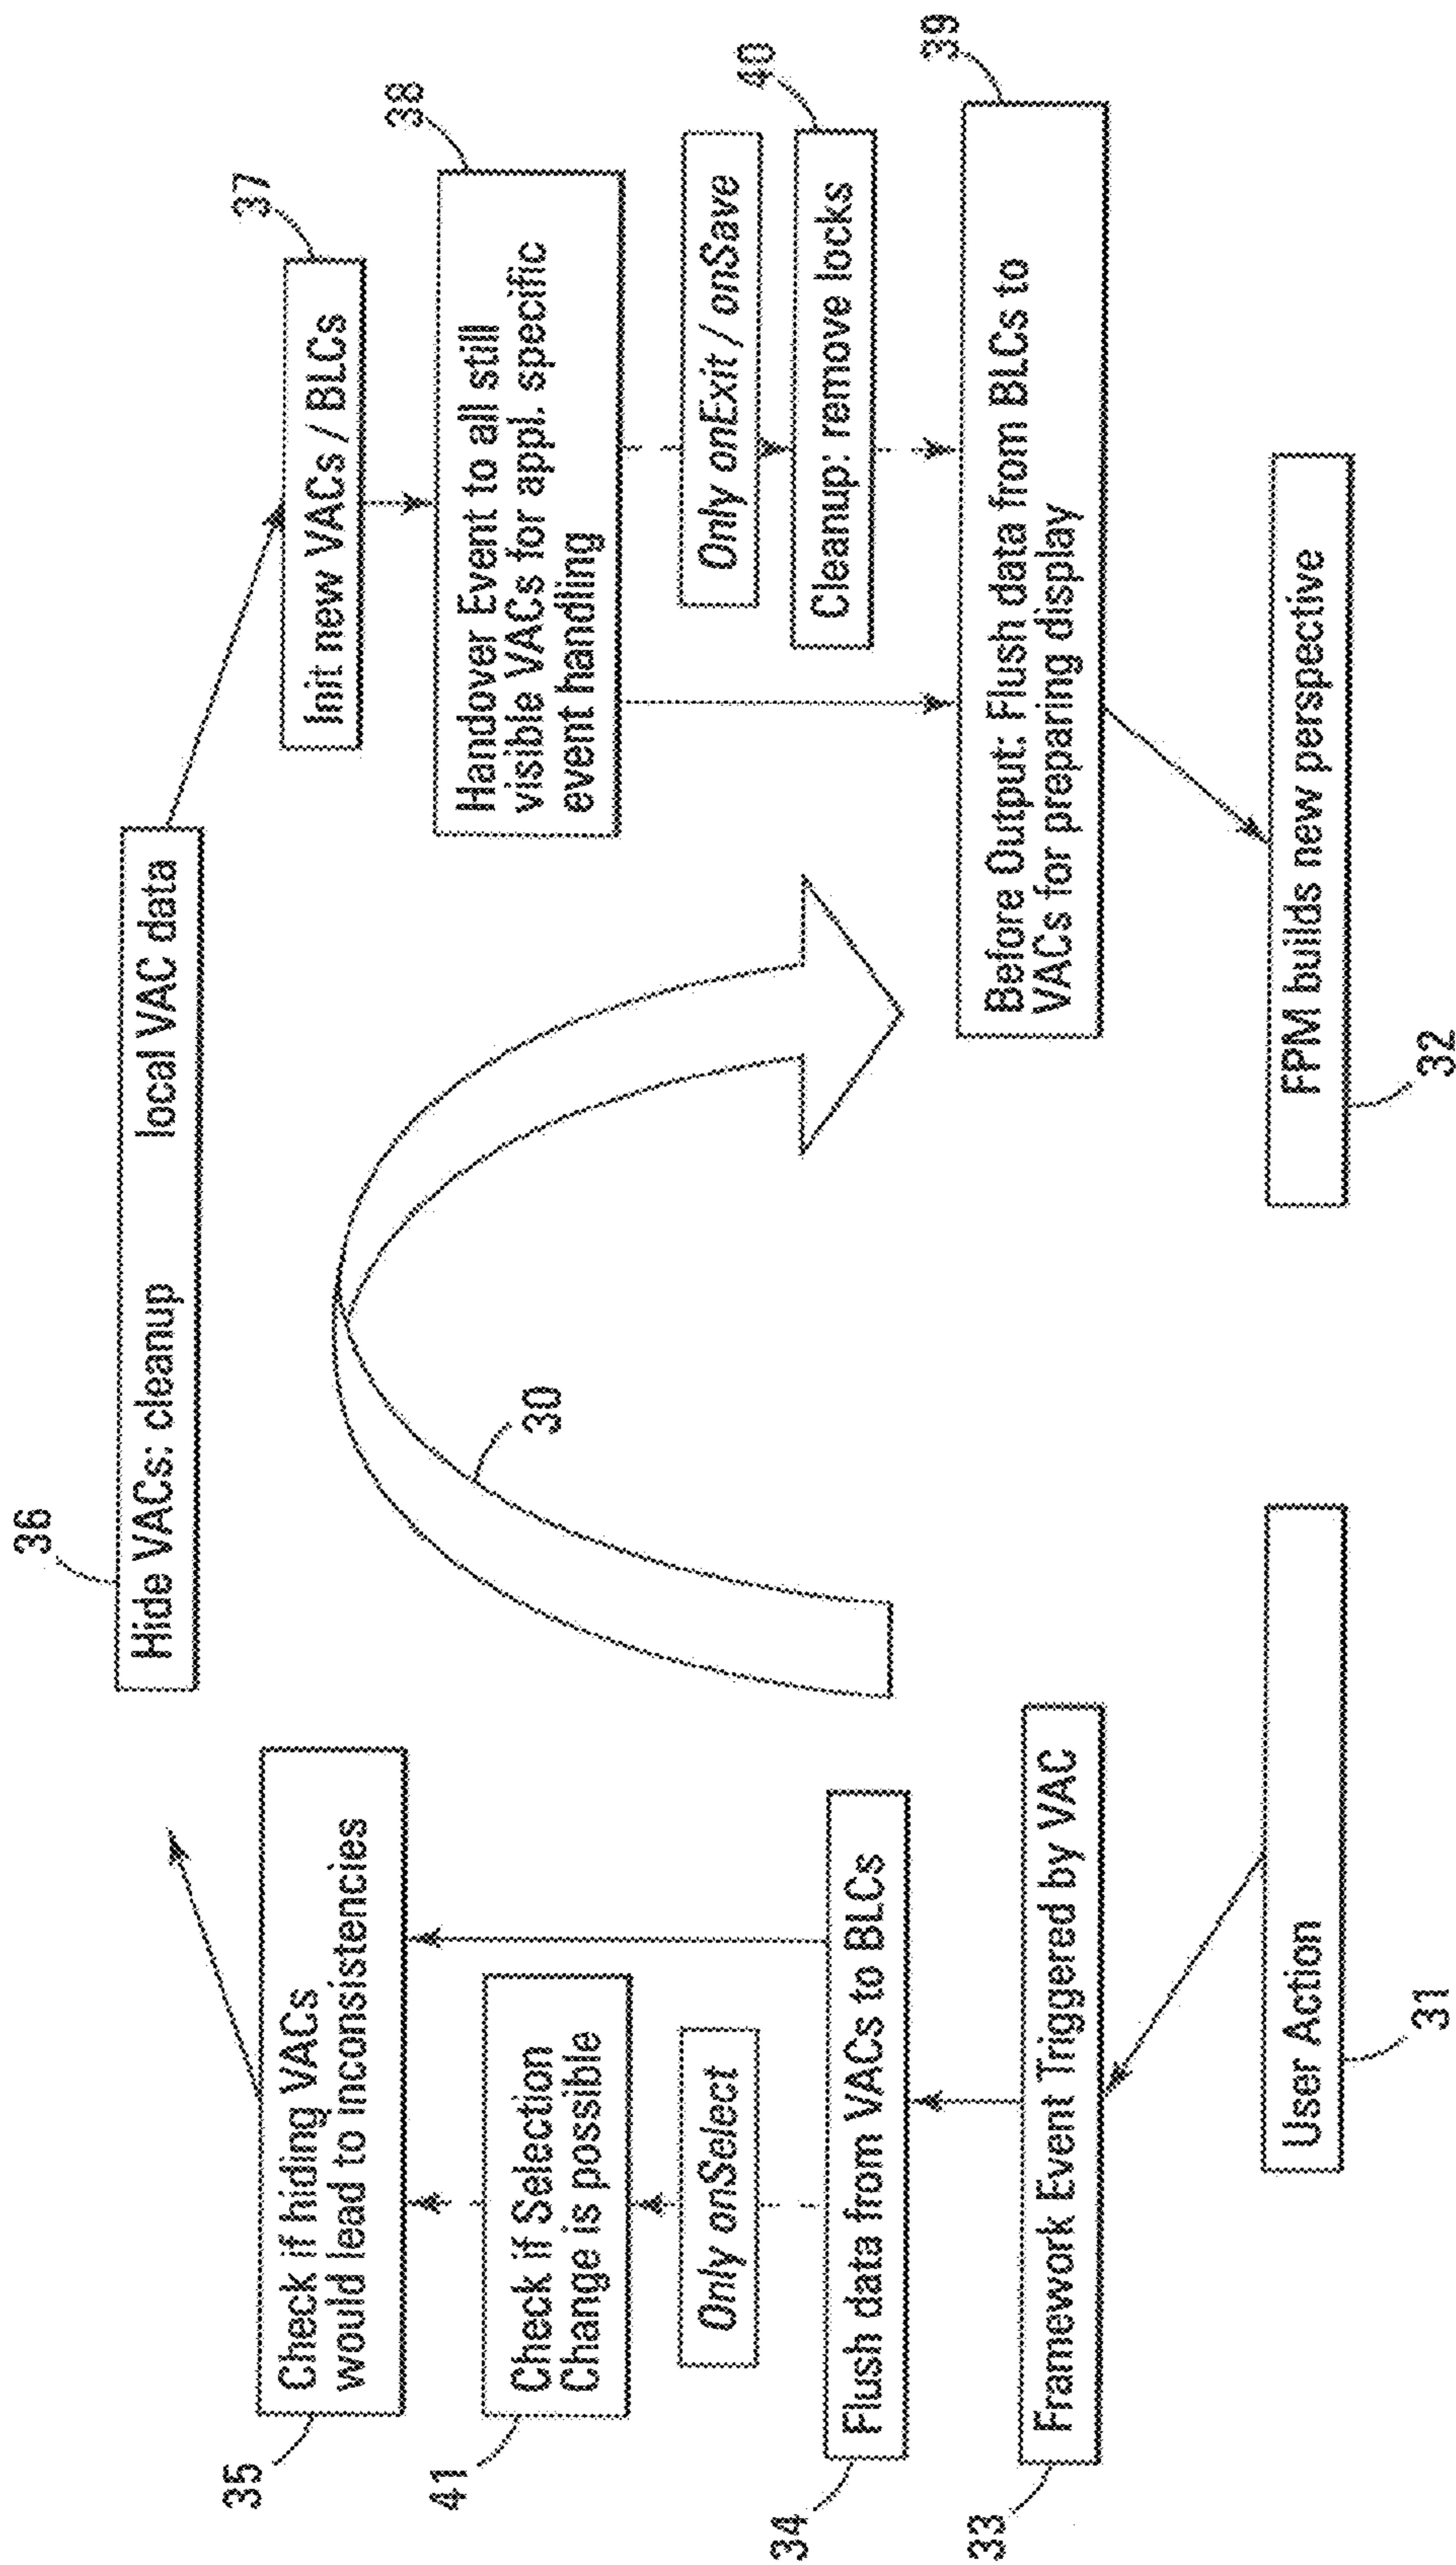 36
Hide VACs: cleanup local VAC data
35
Check if hiding VACs
would lead to Inconsistencies
37
Init new VACs / BLCs
41
Check if Selection
Change is possible
38
Handover Event to all still
visible VACs for appl. specific
event handling
Only onSelect
30
Only onExit / onSave
34
Flush data from VACs to BLCs
40
Cleanup: remove locks
33
Framework Event Triggered by VAC
39
Before Output: Flush data from BLCs to
VACs for preparing display
User Action
31
FPM builds new perspective
32